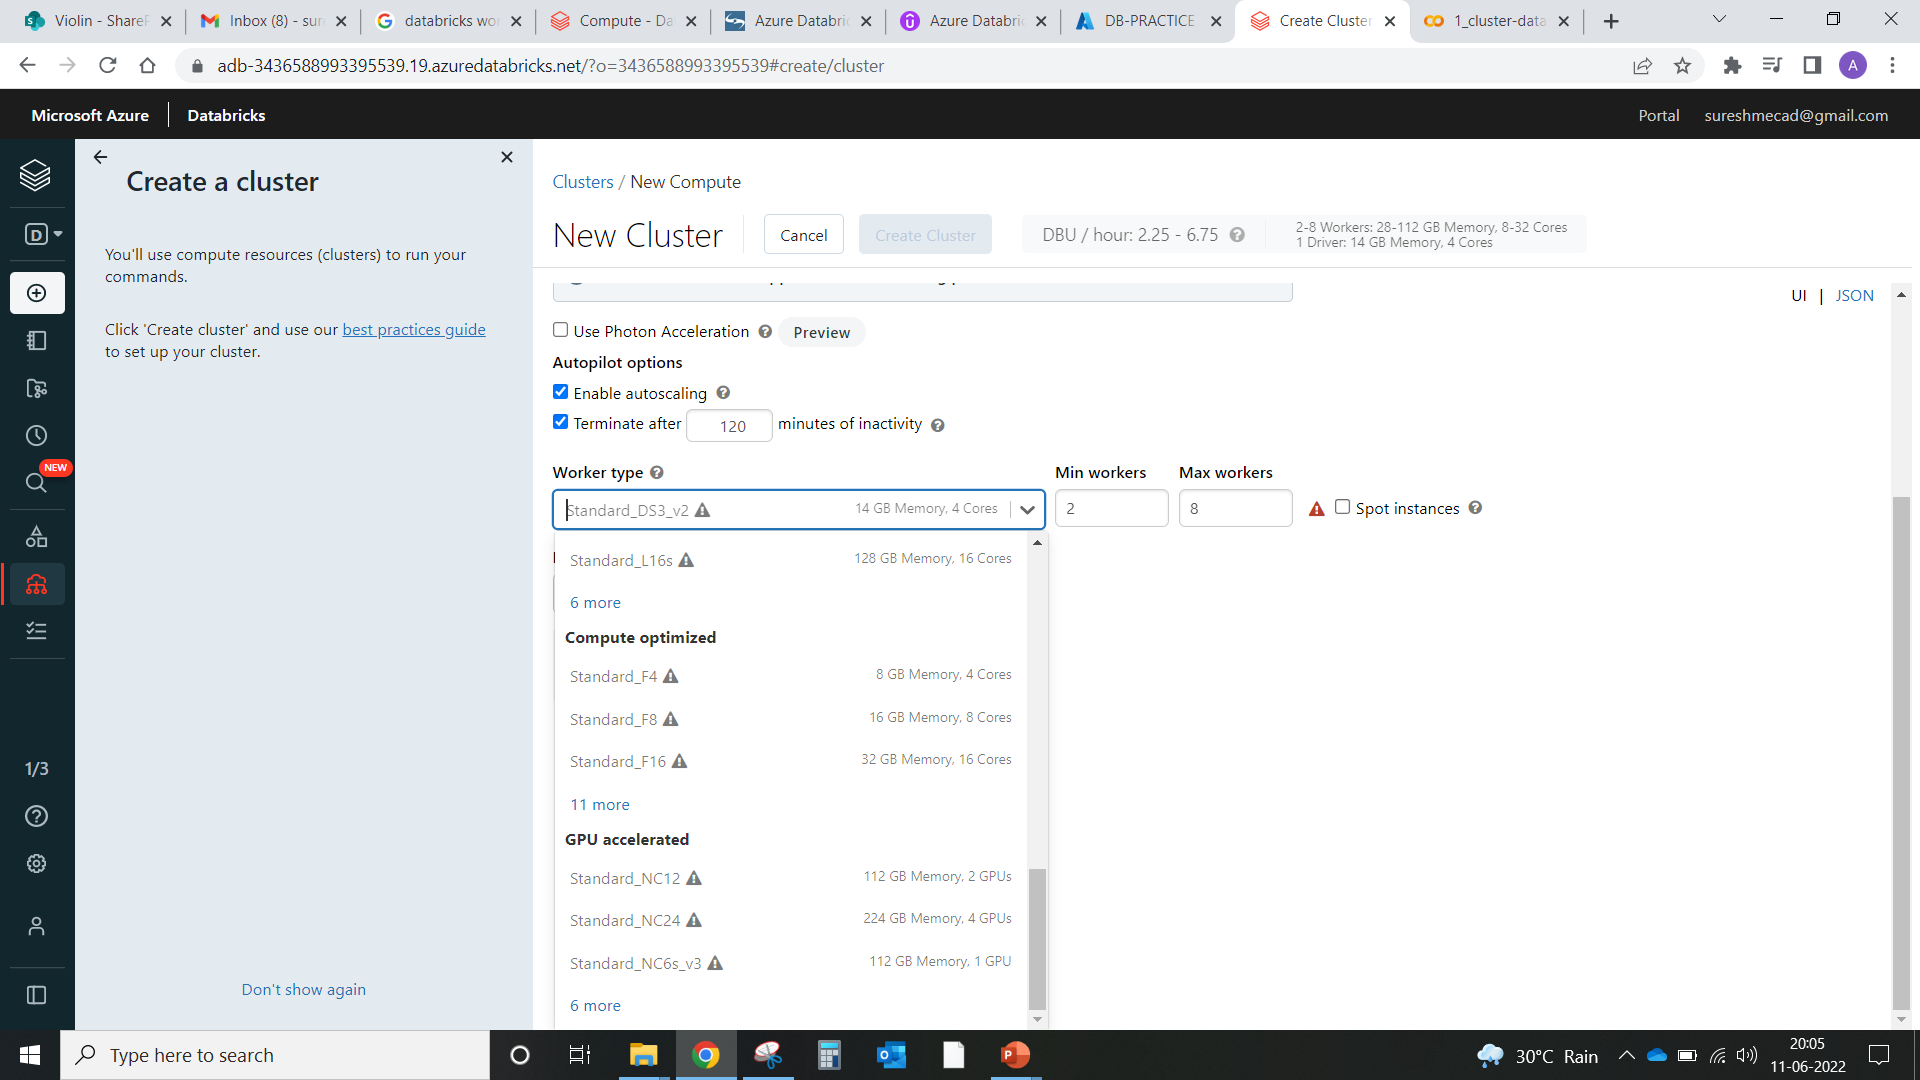 Violin - ShareP
Inbox (8) - sure
databricks wor
Compute - Da
Azure Databric
Azure Databric
DB-PRACTICE
Create Cluster
1_cluster-data
adb-3436588993395539.19.azuredatabricks.net/?o=3436588993395539#create/cluster
A
Microsoft Azure
Databricks
Portal
sureshmecad@gmail.com
D
NEW
1/3
Create a cluster
You'll use compute resources (clusters) to run your
commands.
Click 'Create cluster' and use our best practices guide
to set up your cluster.
Don't show again
Clusters / New Compute
New Cluster
Cancel
Create Cluster
DBU / hour: 2.25 - 6.75
2-8 Workers: 28-112 GB Memory, 8-32 Cores
1 Driver: 14 GB Memory, 4 Cores
UI | JSON
Use Photon Acceleration
Preview
Autopilot options
Enable autoscaling
Terminate after 120 minutes of inactivity
Worker type
Min workers
Max workers
Standard_DS3_v2
14 GB Memory, 4 Cores
2
8
Spot instances
Standard_L16s
128 GB Memory, 16 Cores
6 more
Compute optimized
Standard_F4
8 GB Memory, 4 Cores
Standard_F8
16 GB Memory, 8 Cores
Standard_F16
32 GB Memory, 16 Cores
11 more
GPU accelerated
Standard_NC12
112 GB Memory, 2 GPUs
Standard_NC24
224 GB Memory, 4 GPUs
Standard_NC6s_v3
112 GB Memory, 1 GPU
6 more
Type here to search
30°C Rain
20:05
11-06-2022